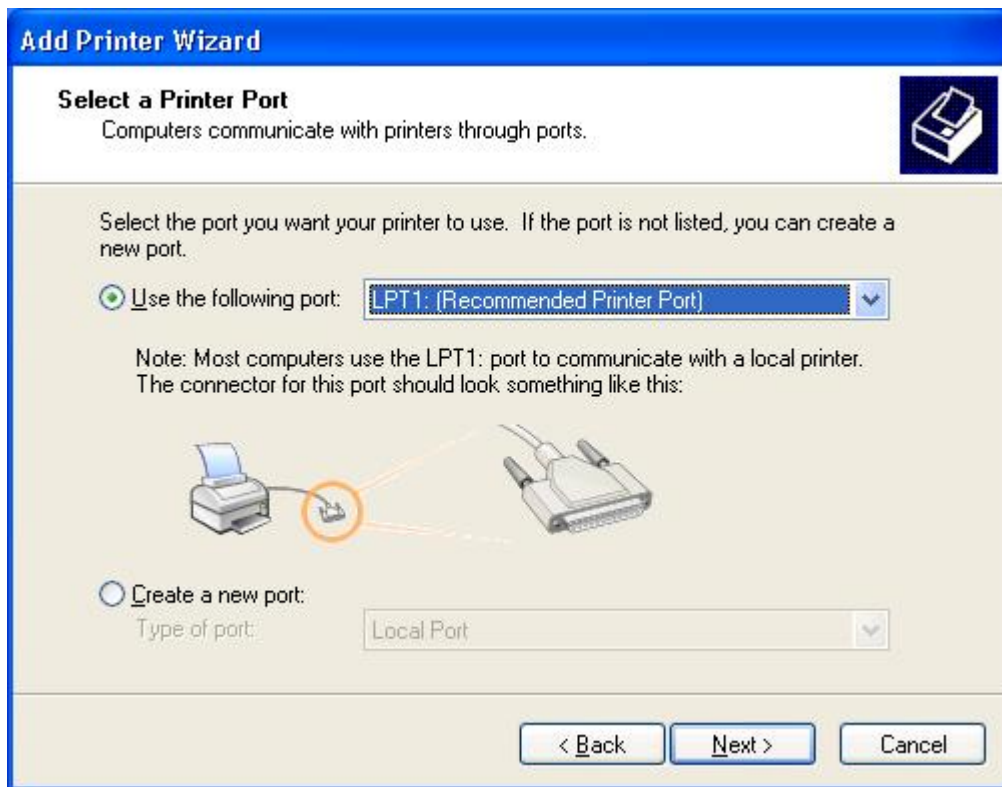 Add Printer Wizard
Select a Printer Port
Computers communicate with printers through ports.
Select the port you want your printer to use.  If the port is not listed, you can create a
new port.
Use the following port:
LPT1: (Recommended Printer Port)
Note: Most computers use the LPT1: port to communicate with a local printer.
The connector for this port should look something like this:
Create a new port:
Type of port:
Local Port
< Back
Next >
Cancel